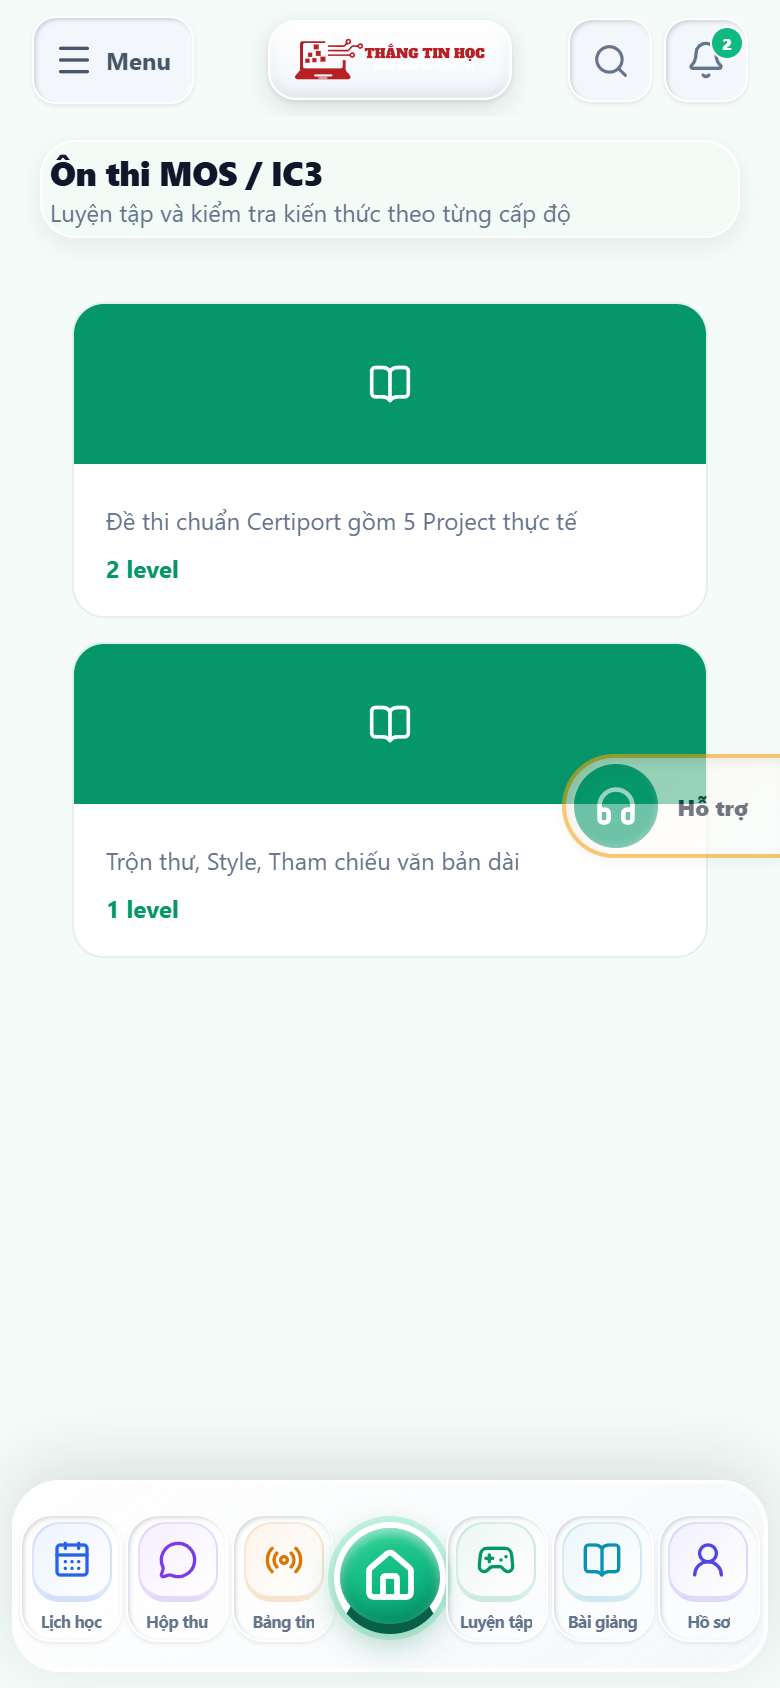 Menu
THẮNG TIN HỌC
2
Ôn thi MOS / IC3
Luyện tập và kiểm tra kiến thức theo từng cấp độ
Đề thi chuẩn Certiport gồm 5 Project thực tế
2 level
Hỗ trợ
Trộn thư, Style, Tham chiếu văn bản dài
1 level
Lịch học
Hộp thư
Bảng tin
Luyện tập
Bài giảng
Hồ sơ